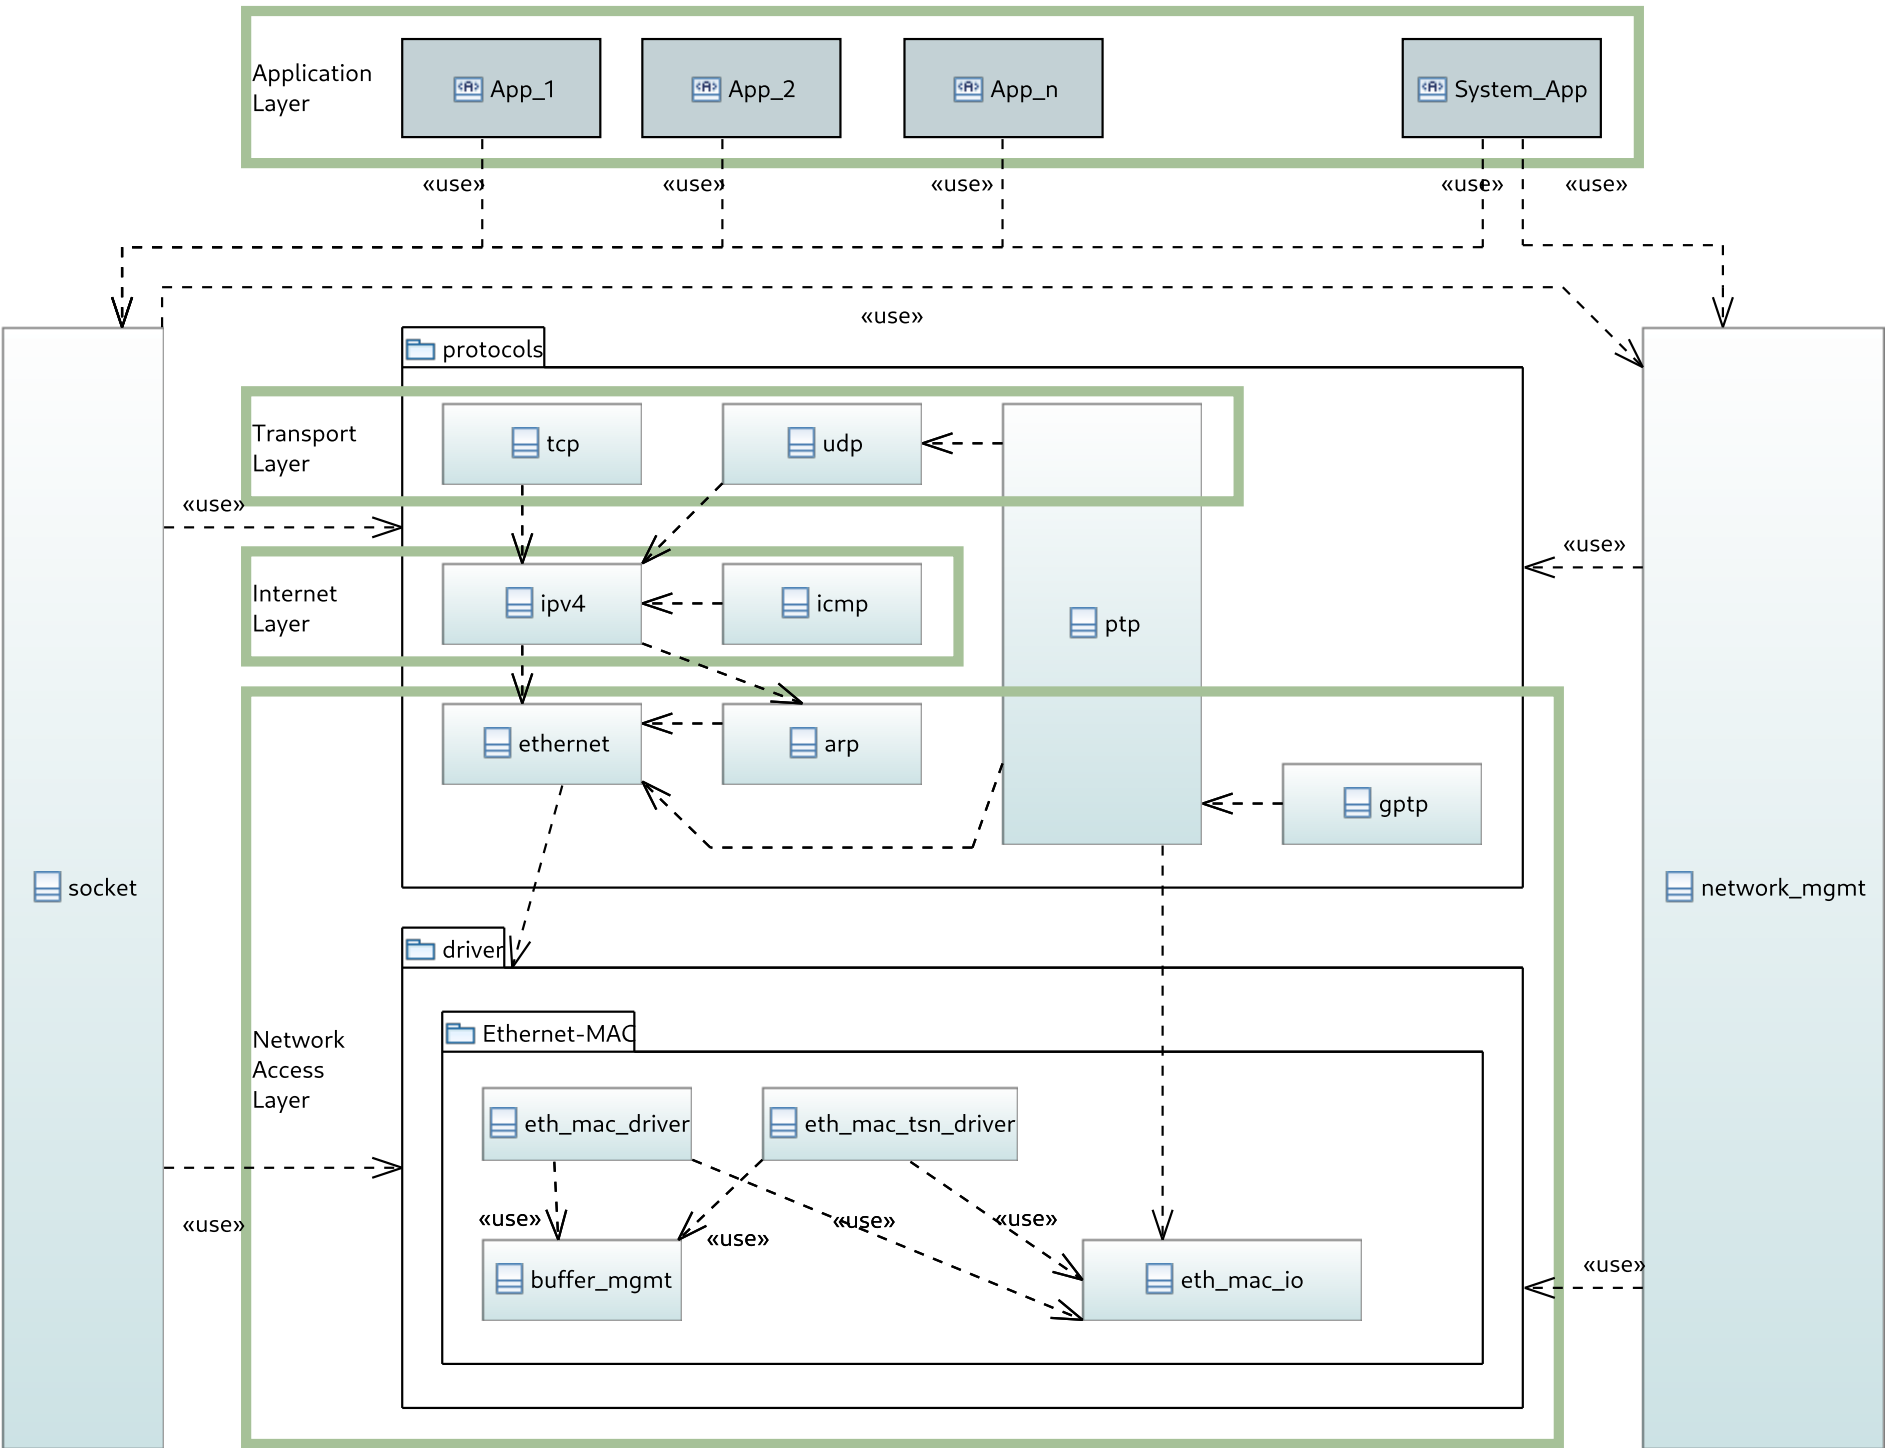 Application
Layer
App_1
App_2
App_n
System_App
«use»
«use»
«use»
«use»
«use»
«use»
protocols
Transport
Layer
tcp
udp
«use»
«use»
Internet
Layer
ipv4
icmp
ptp
ethernet
arp
gptp
socket
network_mgmt
driver
Network
Access
Layer
Ethernet-MAC
eth_mac_driver
eth_mac_tsn_driver
«use»
«use»
«use»
«use»
«use»
«use»
buffer_mgmt
eth_mac_io